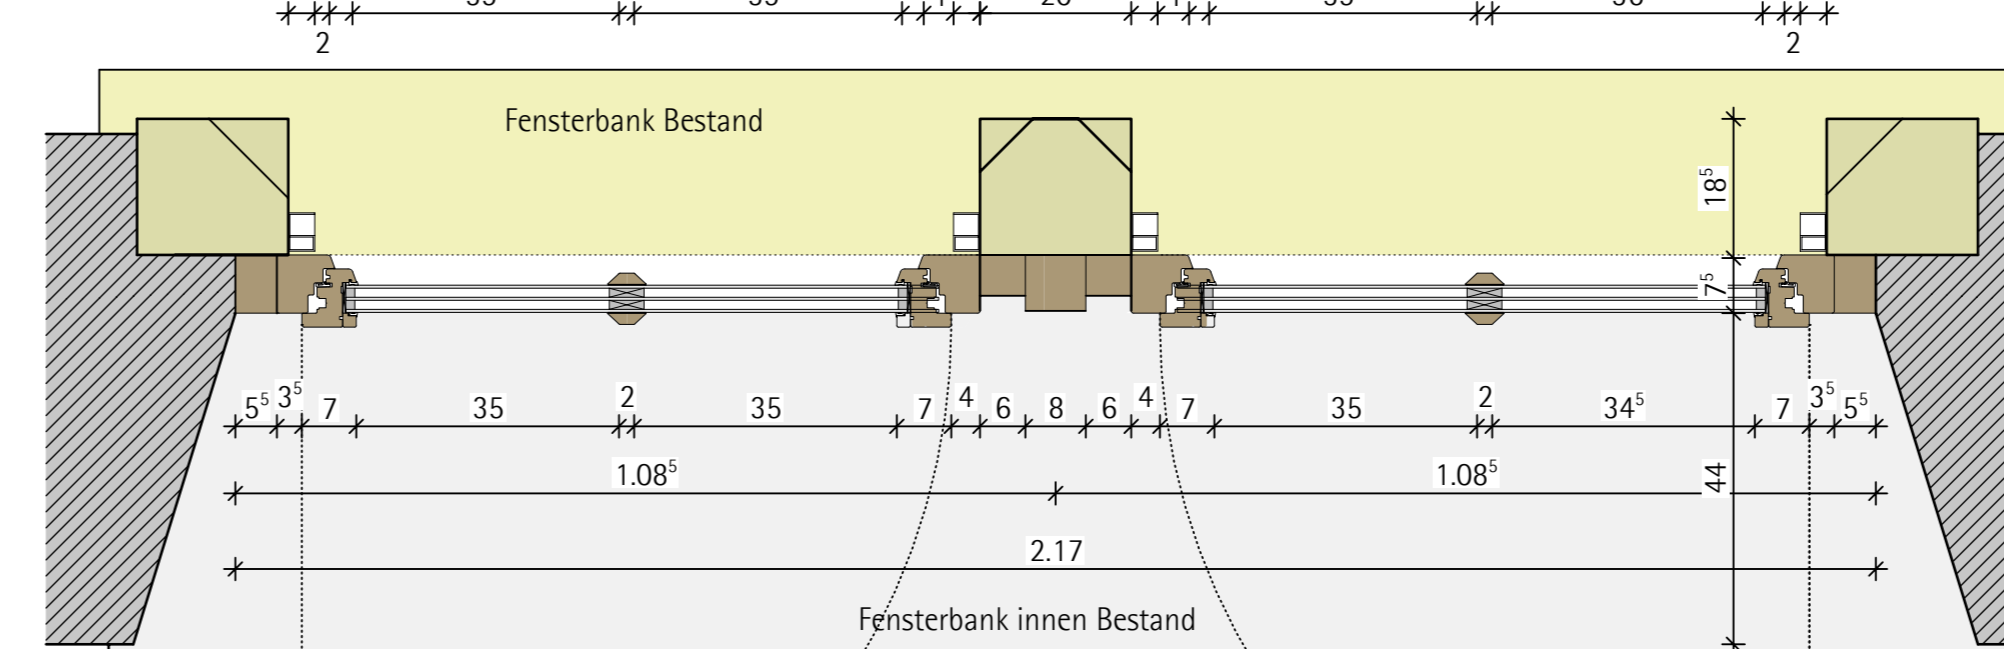 2 2
Fensterbank Bestand
18⁵
7⁵
5⁵ 3⁵ 7 35 2 35 7 4 6 8 6 4 7 35 2 34⁵ 7 3⁵ 5⁵
1.08⁵ 1.08⁵
44
2.17
Fensterbank innen Bestand